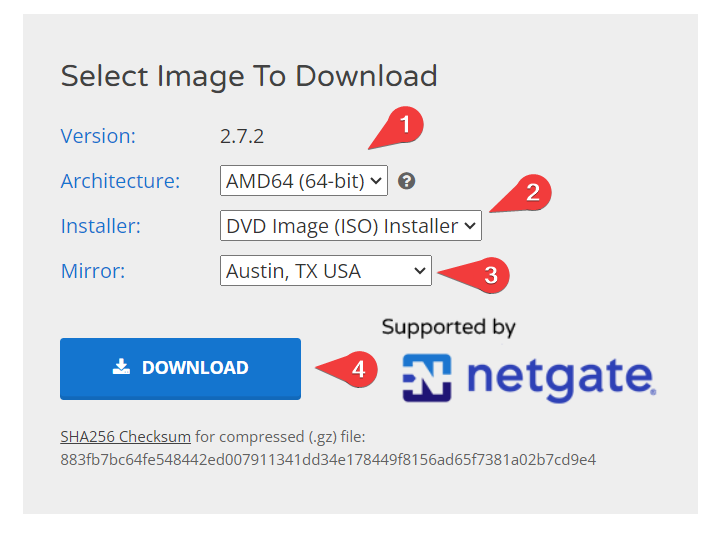 Select Image To Download
1
Version: 2.7.2
Architecture: AMD64 (64-bit) ?
2
Installer: DVD Image (ISO) Installer
Mirror: Austin, TX USA 3
Supported by
DOWNLOAD 4 netgate®
SHA256 Checksum for compressed (.gz) file:
883fb7bc64fe548442ed007911341dd34e178449f8156ad65f7381a02b7cd9e4